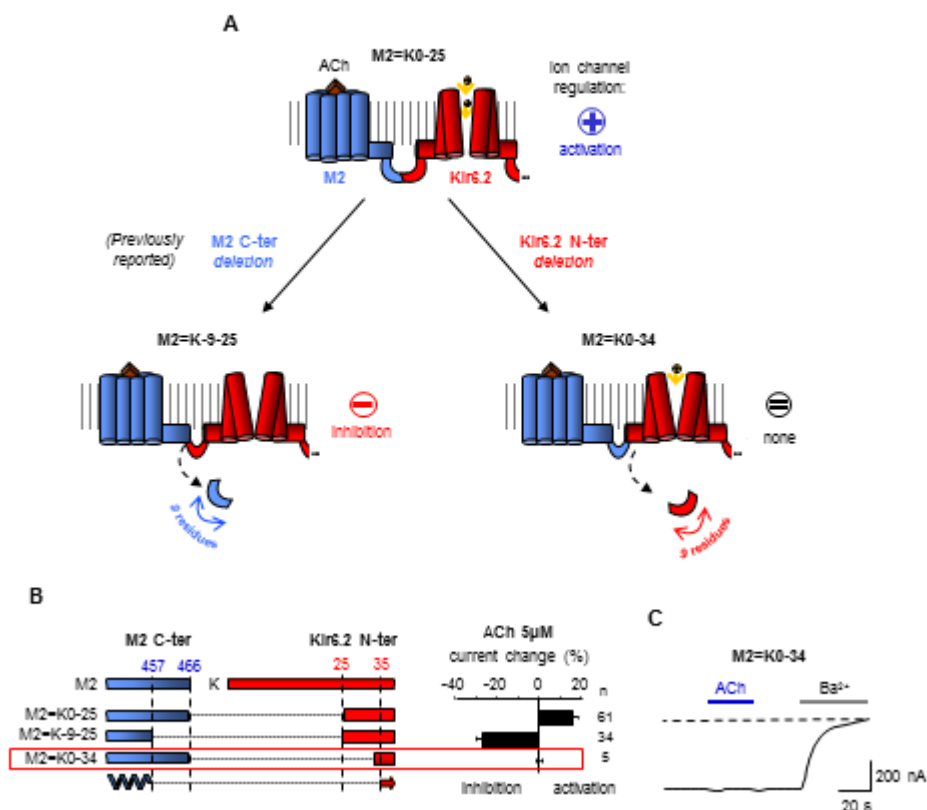 A
M2=K0-25
ACh
Ion channel
regulation:
activation
M2
Kir6.2
(Previously
reported)
M2 C-ter
deletion
Kir6.2 N-ter
deletion
M2=K-9-25
M2=K0-34
inhibition
none
9 residues
9 residues
B
M2 C-ter
Kir6.2 N-ter
ACh 5µM
current change (%)
457 466
25 35
-40 -20 0 20
n
M2
K
M2=K0-25
61
M2=K-9-25
34
M2=K0-34
5
inhibition activation
C
M2=K0-34
ACh
Ba²⁺
200 nA
20 s